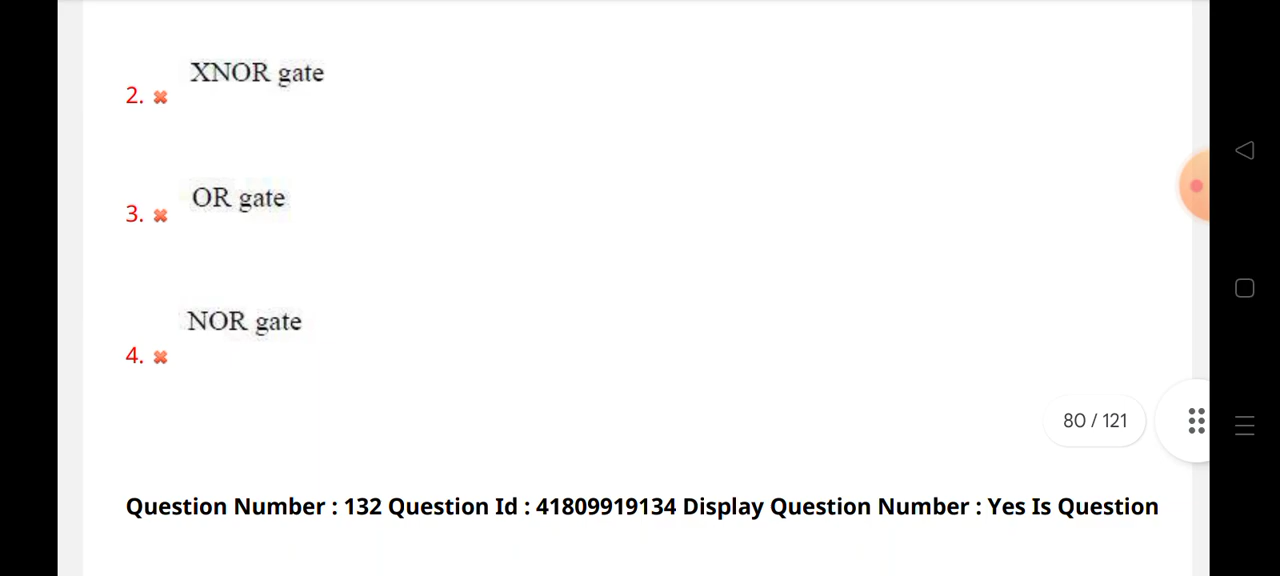 XNOR gate
2.
OR gate
3.
NOR gate
4.
80 / 121
Question Number : 132 Question Id : 41809919134 Display Question Number : Yes Is Question